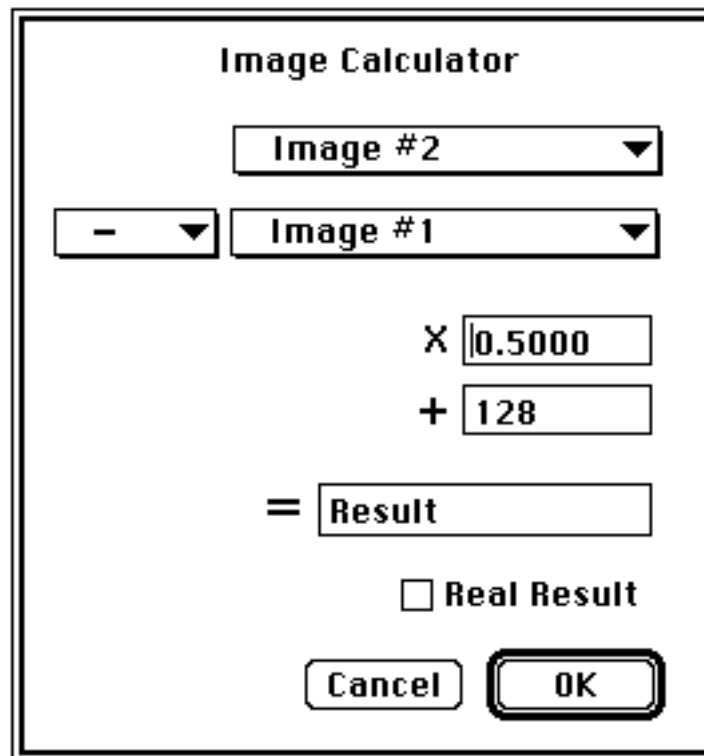 Image Calculator
Image #2
- Image #1
X 0.5000
+ 128
= Result
Real Result
Cancel OK